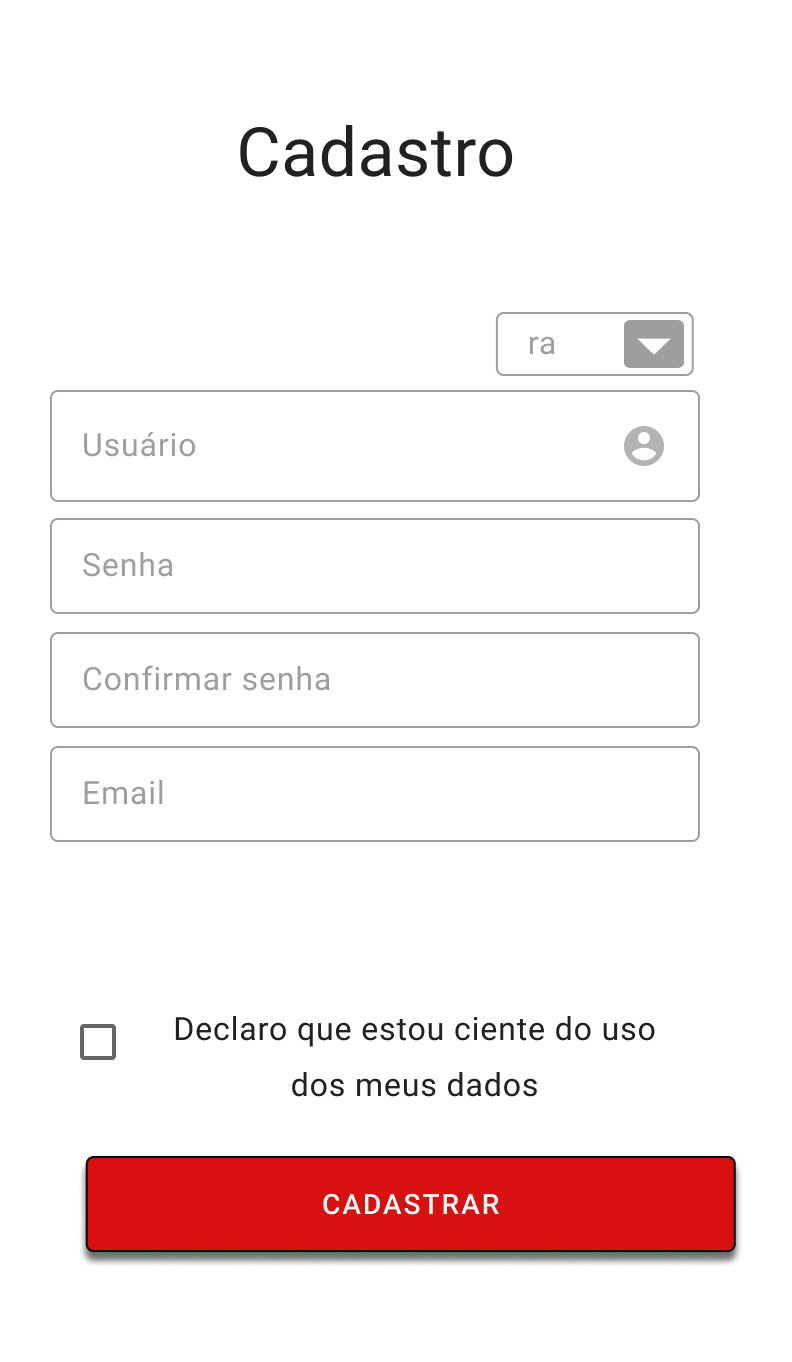 Cadastro
ra
Usuário
Senha
Confirmar senha
Email
Declaro que estou ciente do uso
dos meus dados
CADASTRAR